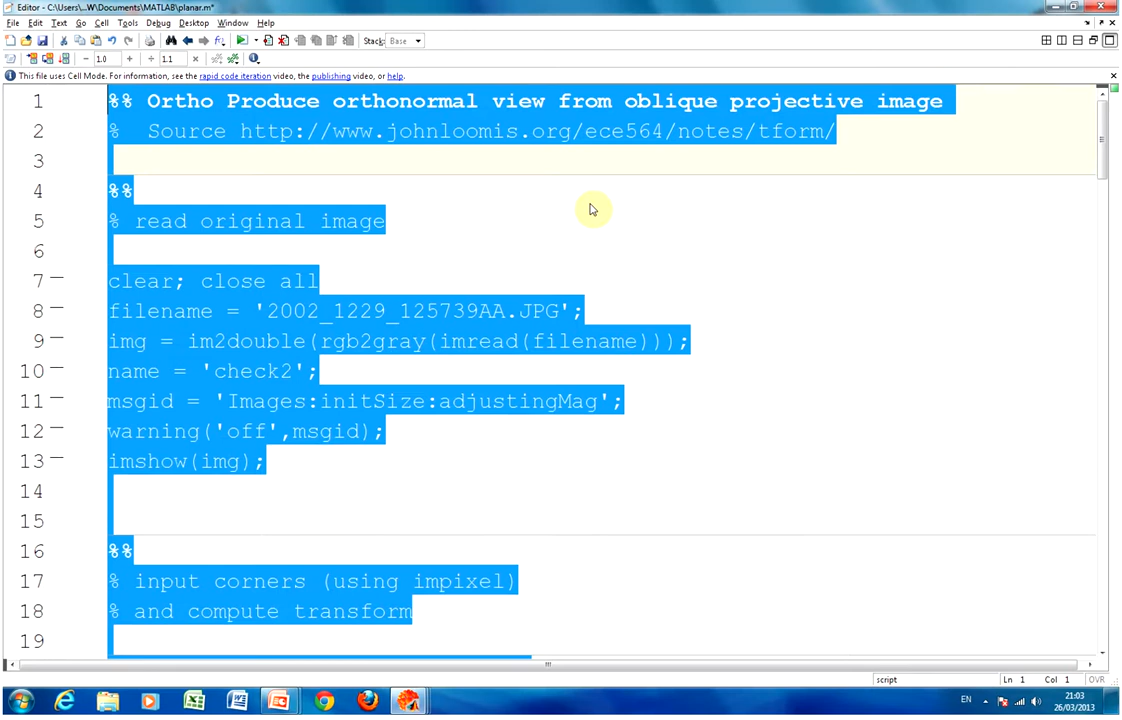 Editor - C:\Users\...W\Documents\MATLAB\planar.m*
File Edit Text Go Cell Tools Debug Desktop Window Help
Stack: Base
1.0 1.1
This file uses Cell Mode. For information, see the rapid code iteration video, the publishing video, or help.
1 %% Ortho Produce orthonormal view from oblique projective image
2 % Source http://www.johnloomis.org/ece564/notes/tform/
3
4 %%
5 % read original image
6
7 clear; close all
8 filename = '2002_1229_125739AA.JPG';
9 img = im2double(rgb2gray(imread(filename)));
10 name = 'check2';
11 msgid = 'Images:initSize:adjustingMag';
12 warning('off',msgid);
13 imshow(img);
14
15
16 %%
17 % input corners (using impixel)
18 % and compute transform
19
script Ln 1 Col 1 OVR
EN 21:03
26/03/2013